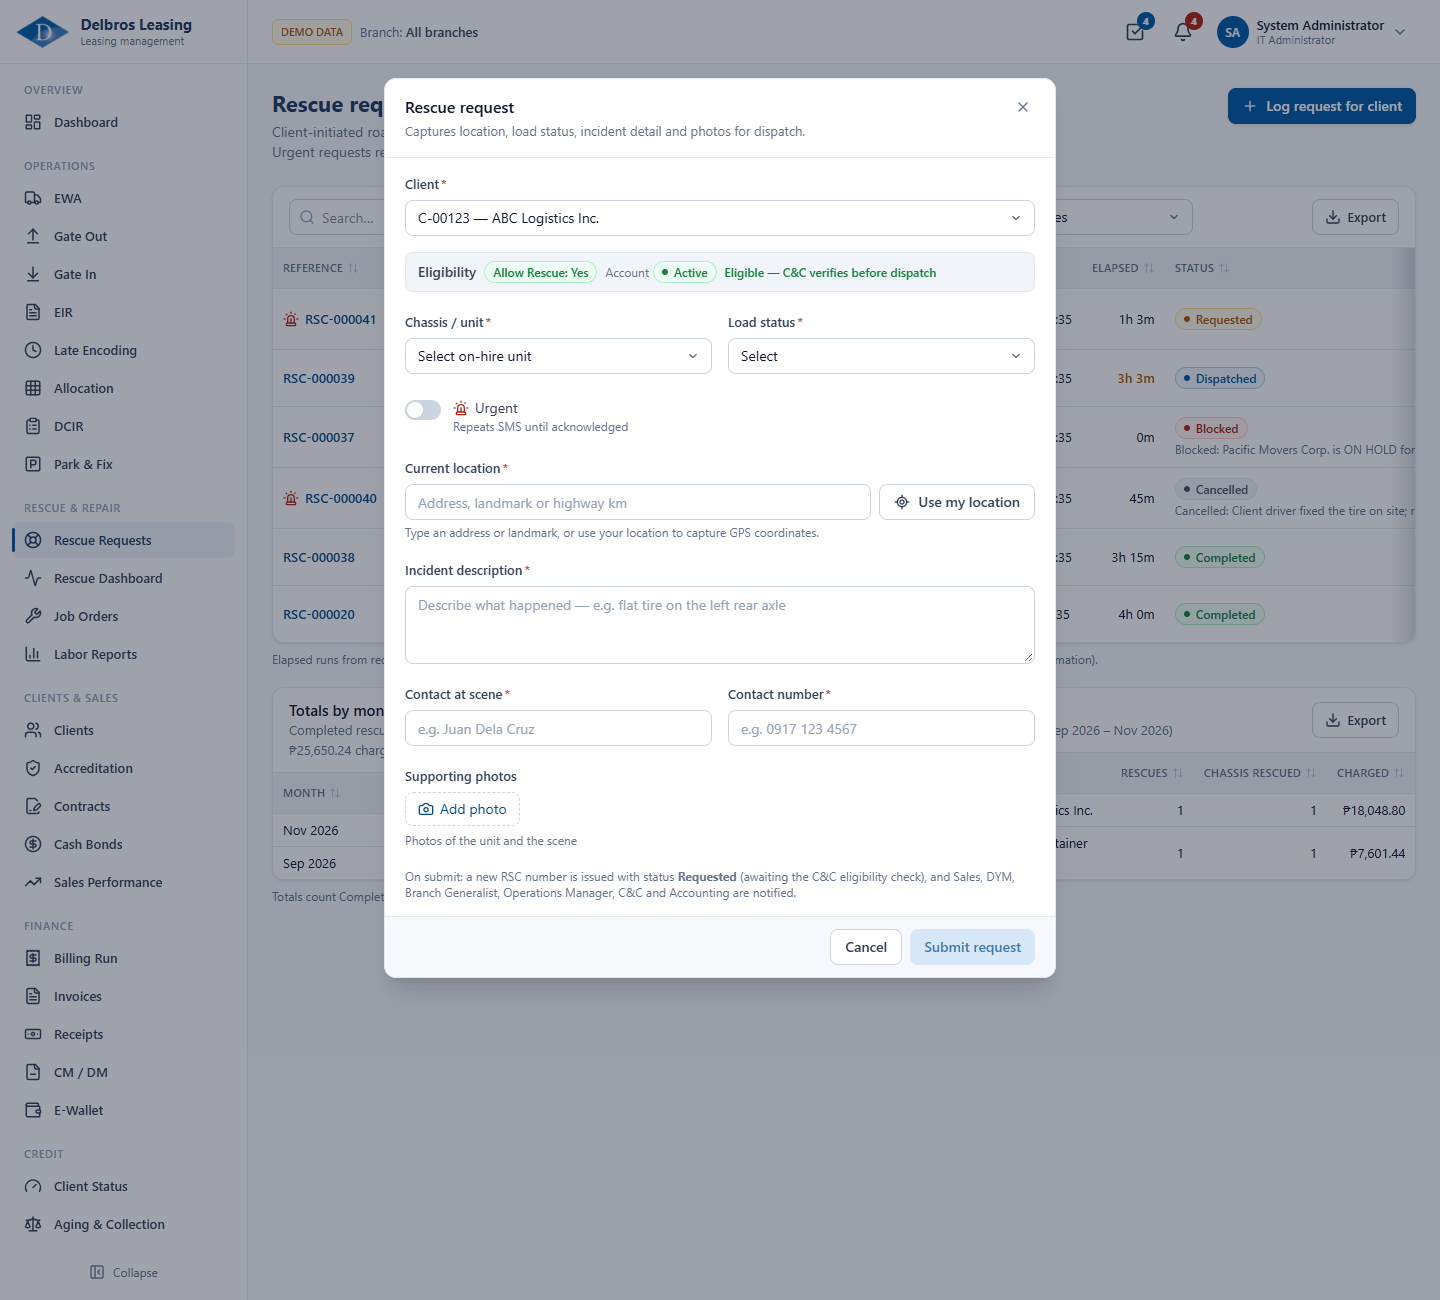 Delbros Leasing
Leasing management
DEMO DATA
Branch: All branches
4
4
SA
System Administrator
IT Administrator
OVERVIEW
Dashboard
OPERATIONS
EWA
Gate Out
Gate In
EIR
Late Encoding
Allocation
DCIR
Park & Fix
RESCUE & REPAIR
Rescue Requests
Rescue Dashboard
Job Orders
Labor Reports
CLIENTS & SALES
Clients
Accreditation
Contracts
Cash Bonds
Sales Performance
FINANCE
Billing Run
Invoices
Receipts
CM / DM
E-Wallet
CREDIT
Client Status
Aging & Collection
Collapse
Rescue req
Client-initiated roa
Urgent requests re
Log request for client
Search...
es
Export
REFERENCE
ELAPSED
STATUS
RSC-000041
:35
1h 3m
Requested
RSC-000039
:35
3h 3m
Dispatched
RSC-000037
:35
0m
Blocked
Blocked: Pacific Movers Corp. is ON HOLD for
RSC-000040
:35
45m
Cancelled
Cancelled: Client driver fixed the tire on site; r
RSC-000038
:35
3h 15m
Completed
RSC-000020
35
4h 0m
Completed
Elapsed runs from rec
mation).
Totals by mon
Completed rescu
₱25,650.24 charg
ep 2026 – Nov 2026)
Export
MONTH
RESCUES
CHASSIS RESCUED
CHARGED
Nov 2026
Sep 2026
ics Inc.
1
1
₱18,048.80
tainer
1
1
₱7,601.44
Totals count Complet
Rescue request
Captures location, load status, incident detail and photos for dispatch.
Client*
C-00123 — ABC Logistics Inc.
Eligibility
Allow Rescue: Yes
Account
Active
Eligible — C&C verifies before dispatch
Chassis / unit*
Load status*
Select on-hire unit
Select
Urgent
Repeats SMS until acknowledged
Current location*
Address, landmark or highway km
Use my location
Type an address or landmark, or use your location to capture GPS coordinates.
Incident description*
Describe what happened — e.g. flat tire on the left rear axle
Contact at scene*
Contact number*
e.g. Juan Dela Cruz
e.g. 0917 123 4567
Supporting photos
Add photo
Photos of the unit and the scene
On submit: a new RSC number is issued with status Requested (awaiting the C&C eligibility check), and Sales, DYM,
Branch Generalist, Operations Manager, C&C and Accounting are notified.
Cancel
Submit request